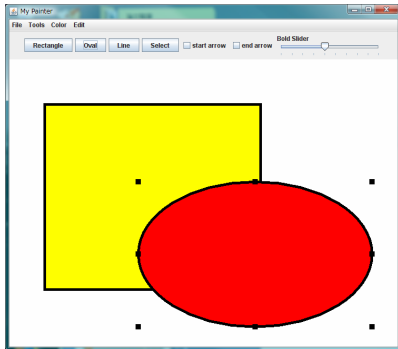 My Painter
File Tools Color Edit
Rectangle Oval Line Select start arrow end arrow Bold Slider